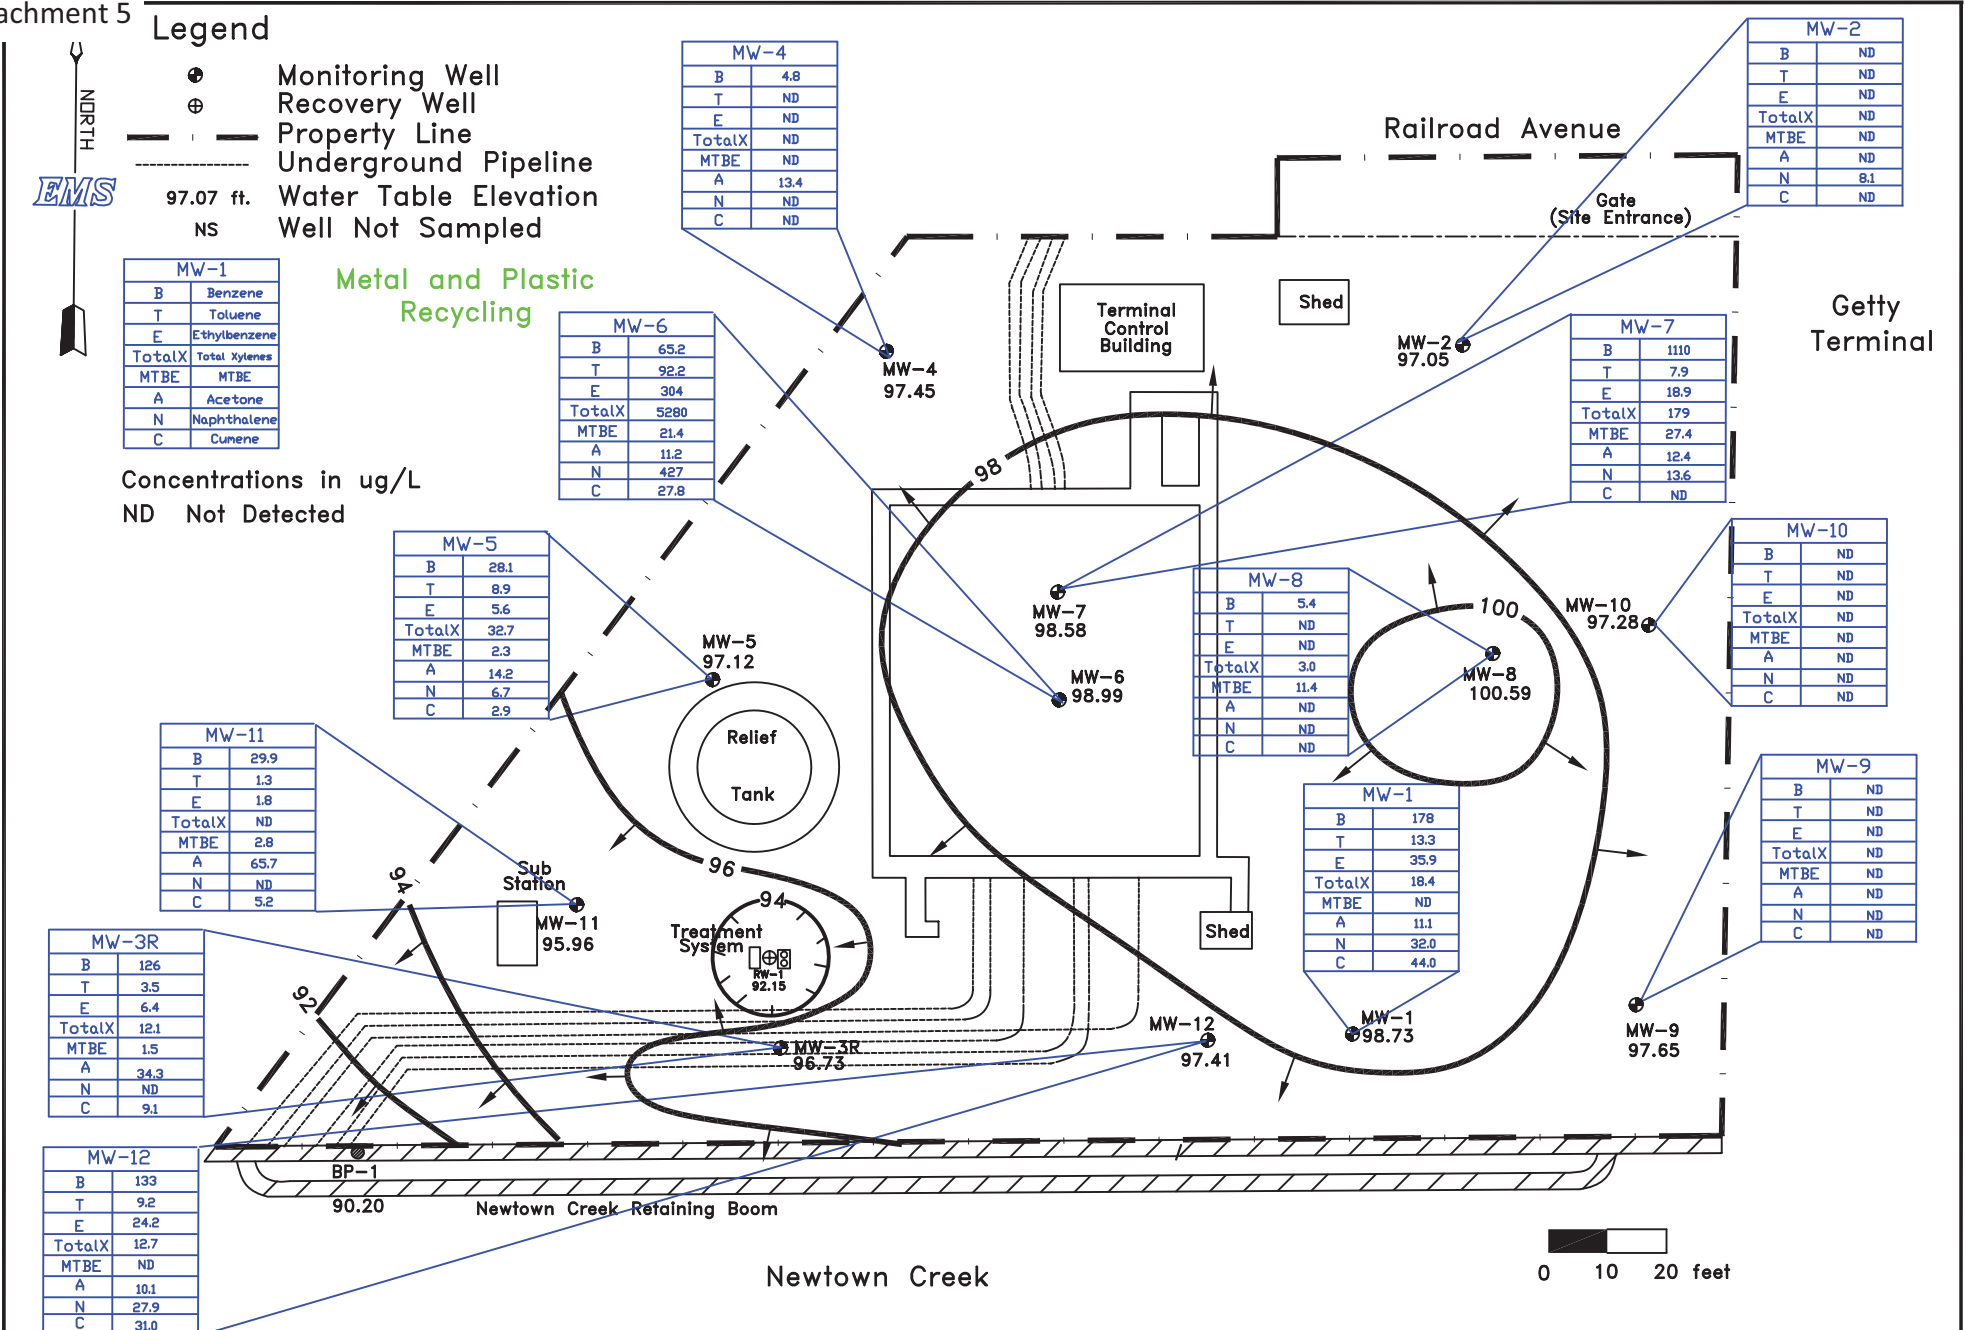 achment 5
Legend
Monitoring Well
Recovery Well
Property Line
Underground Pipeline
97.07 ft. Water Table Elevation
NS Well Not Sampled
NORTH
EMS
MW-1
B Benzene
T Toluene
E Ethylbenzene
TotalX Total Xylenes
MTBE MTBE
A Acetone
N Naphthalene
C Cumene
Concentrations in ug/L
ND Not Detected
Metal and Plastic
Recycling
MW-4
B 4.8
T ND
E ND
TotalX ND
MTBE ND
A 13.4
N ND
C ND
MW-2
B ND
T ND
E ND
TotalX ND
MTBE ND
A ND
N 8.1
C ND
Railroad Avenue
Gate
(Site Entrance)
Getty
Terminal
Shed
Terminal
Control
Building
MW-4
97.45
MW-2
97.05
MW-6
B 65.2
T 92.2
E 304
TotalX 5280
MTBE 21.4
A 11.2
N 427
C 27.8
MW-7
B 1110
T 7.9
E 18.9
TotalX 179
MTBE 27.4
A 12.4
N 13.6
C ND
98
MW-5
B 28.1
T 8.9
E 5.6
TotalX 32.7
MTBE 2.3
A 14.2
N 6.7
C 2.9
MW-10
B ND
T ND
E ND
TotalX ND
MTBE ND
A ND
N ND
C ND
MW-8
B 5.4
T ND
E ND
TotalX 3.0
MTBE 11.4
A ND
N ND
C ND
MW-7
98.58
MW-6
98.99
100
MW-10
97.28
MW-8
100.59
MW-5
97.12
Relief
Tank
MW-11
B 29.9
T 1.3
E 1.8
TotalX ND
MTBE 2.8
A 65.7
N ND
C 5.2
MW-9
B ND
T ND
E ND
TotalX ND
MTBE ND
A ND
N ND
C ND
MW-1
B 178
T 13.3
E 35.9
TotalX 18.4
MTBE ND
A 11.1
N 32.0
C 44.0
96
94
Sub
Station
MW-11
95.96
94
Treatment
System
RW-1
92.15
Shed
MW-3R
B 126
T 3.5
E 6.4
TotalX 12.1
MTBE 1.5
A 34.3
N ND
C 9.1
92
MW-3R
96.73
MW-12
97.41
MW-1
98.73
MW-9
97.65
MW-12
B 133
T 9.2
E 24.2
TotalX 12.7
MTBE ND
A 10.1
N 27.9
C 31.0
BP-1
90.20
Newtown Creek Retaining Boom
Newtown Creek
0 10 20 feet